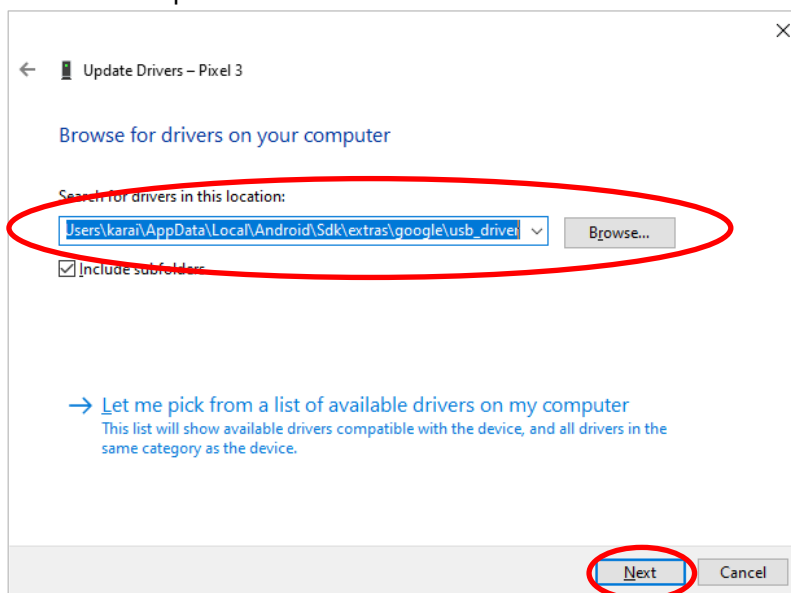 Update Drivers – Pixel 3
Browse for drivers on your computer
Search for drivers in this location:
Users\karai\AppData\Local\Android\Sdk\extras\google\usb_driver
Browse...
Include subfolders
Let me pick from a list of available drivers on my computer
This list will show available drivers compatible with the device, and all drivers in the
same category as the device.
Next Cancel